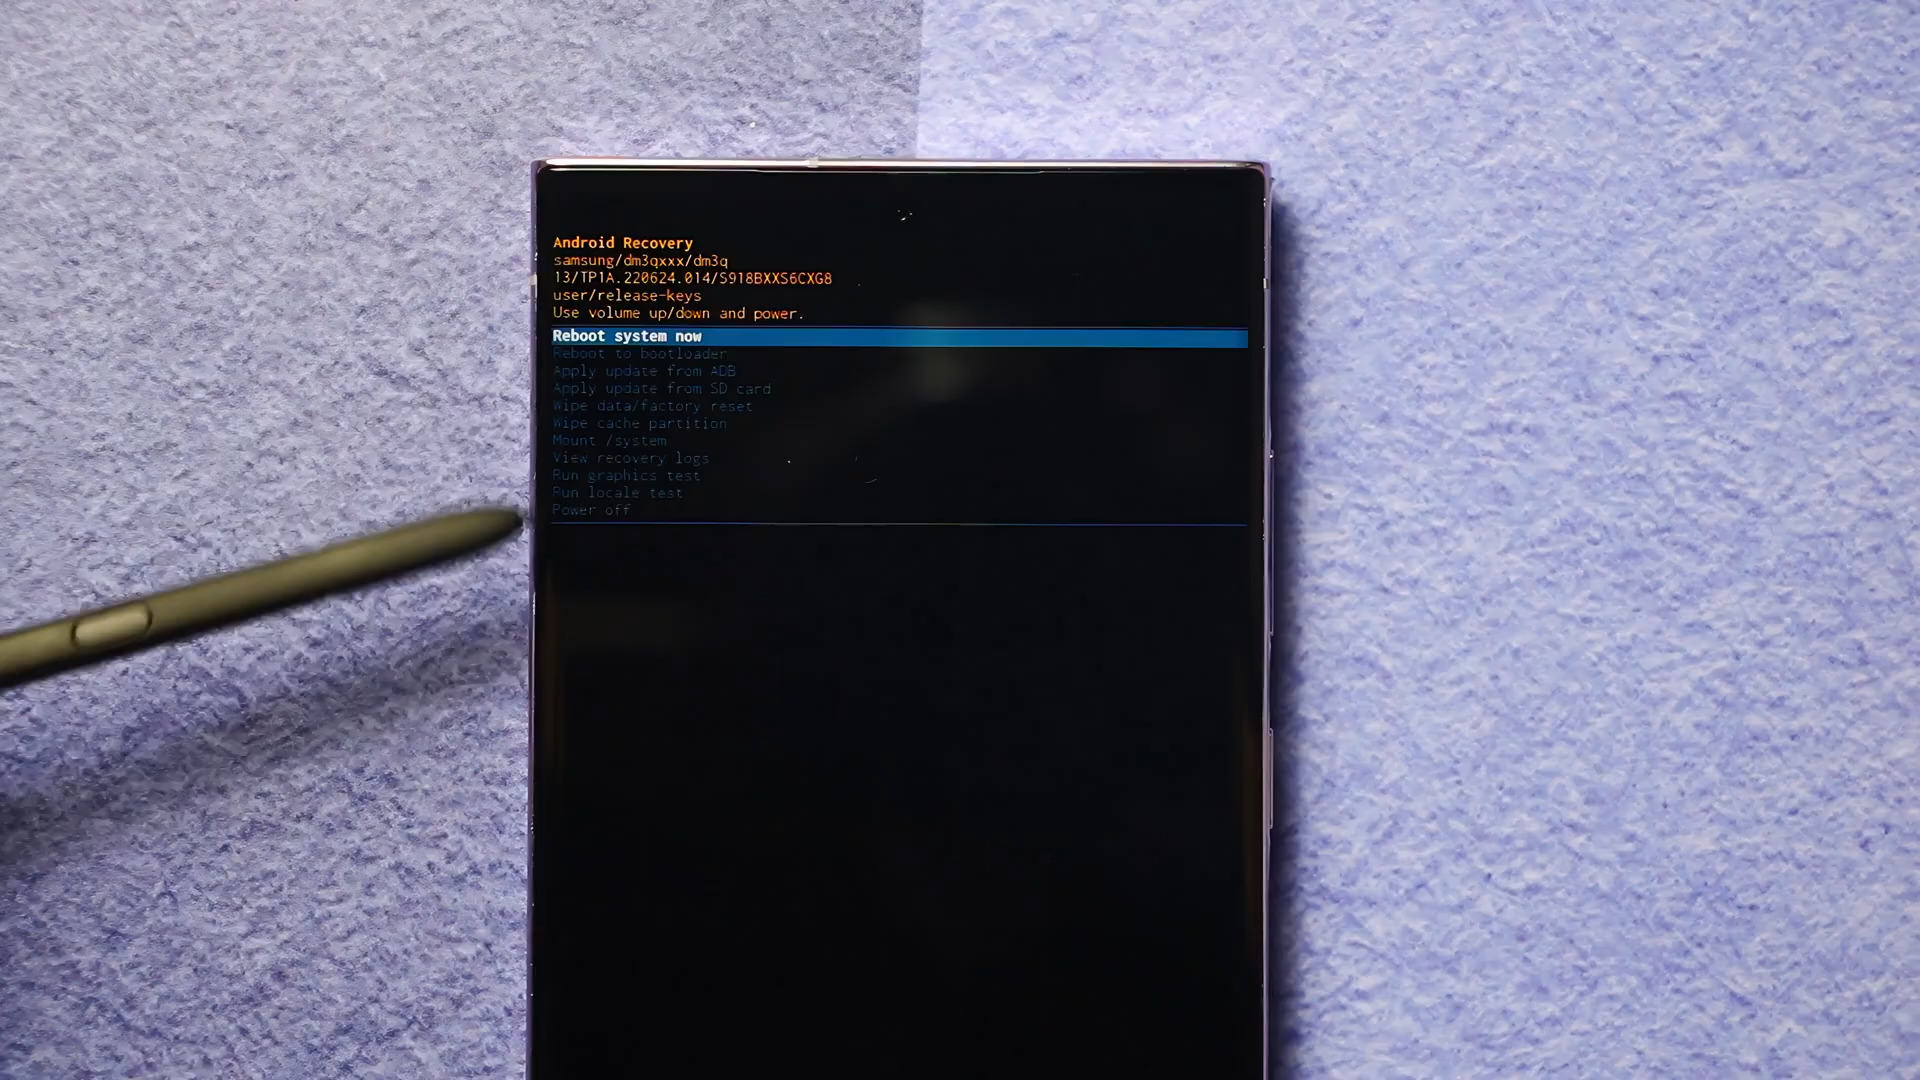 Android Recovery
samsung/dm3qxxx/dm3q
13/TP1A.220624.014/S918BXXS6CXG8
user/release-keys
Use volume up/down and power.
Reboot system now
Reboot to bootloader
Apply update from ADB
Apply update from SD card
Wipe data/factory reset
Wipe cache partition
Mount /system
View recovery logs
Run graphics test
Run locale test
Power off